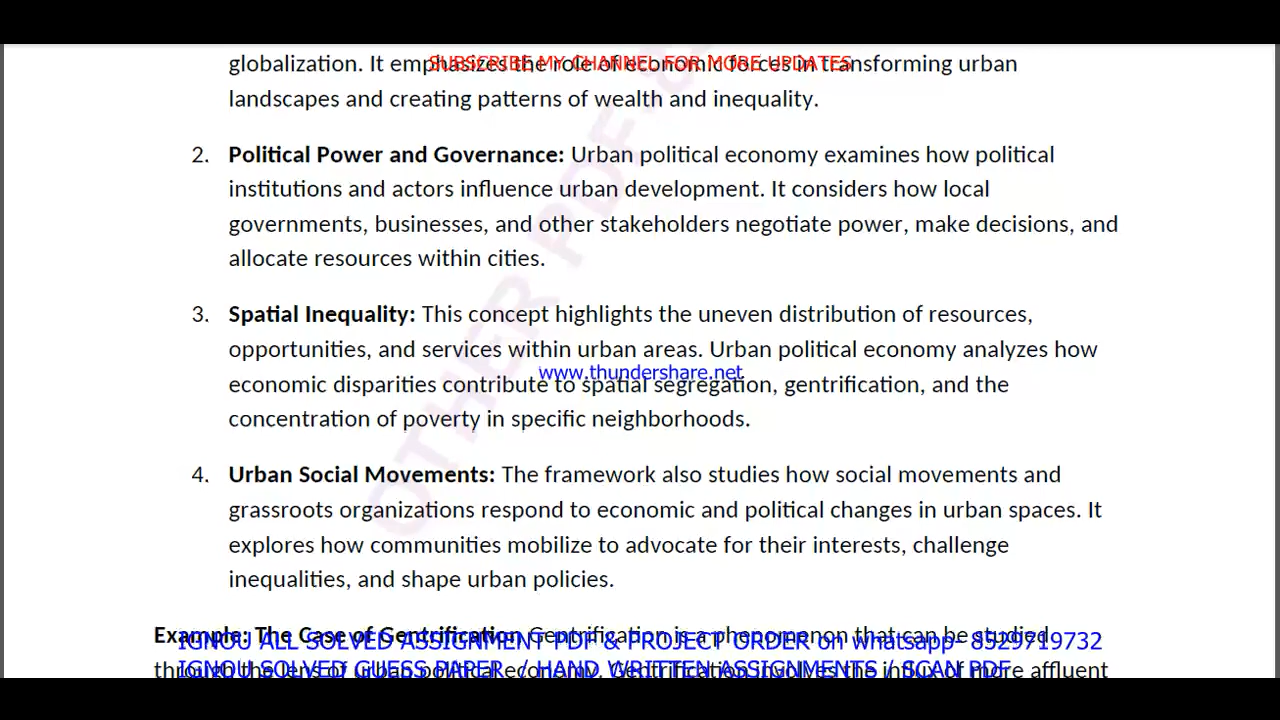 SUBSCRIBE MY CHANNEL FOR MORE UPDATES
globalization. It emphasizes the role of economic forces in transforming urban
landscapes and creating patterns of wealth and inequality.
2. Political Power and Governance: Urban political economy examines how political
institutions and actors influence urban development. It considers how local
governments, businesses, and other stakeholders negotiate power, make decisions, and
allocate resources within cities.
3. Spatial Inequality: This concept highlights the uneven distribution of resources,
opportunities, and services within urban areas. Urban political economy analyzes how
www.thundershare.net
economic disparities contribute to spatial segregation, gentrification, and the
concentration of poverty in specific neighborhoods.
4. Urban Social Movements: The framework also studies how social movements and
grassroots organizations respond to economic and political changes in urban spaces. It
explores how communities mobilize to advocate for their interests, challenge
inequalities, and shape urban policies.
Example: The Case of Gentrification Gentrification is a phenomenon that can be studied
IGNOU ALL SOLVED ASSIGNMENT PDF & PROJECT ORDER on whatsapp- 8529719732
through the lens of urban political economy. Gentrification involves the influx of more affluent
IGNOU SOLVED GUESS PAPER / HAND WRITTEN ASSIGNMENTS / SCAN PDF
OTHER PDF